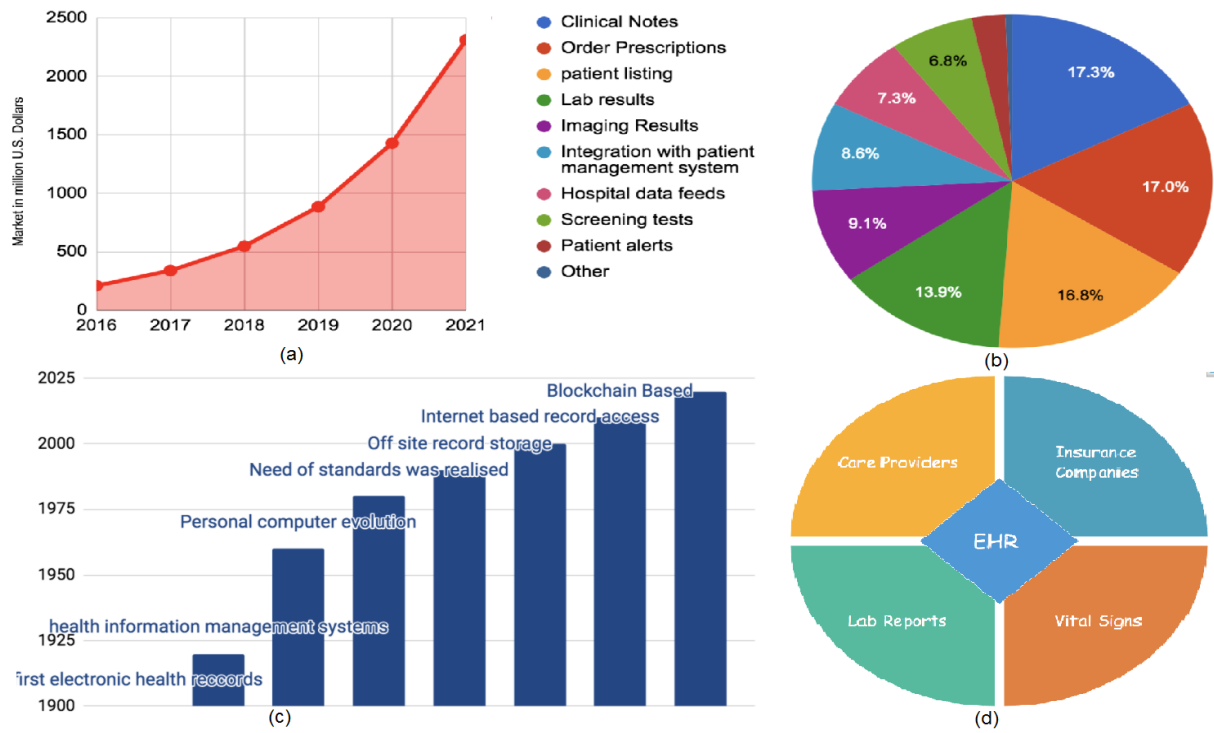 2500
2000
1500
1000
500
0
Market in million U.S. Dollars
2016 2017 2018 2019 2020 2021
(a)
Clinical Notes
Order Prescriptions
patient listing
Lab results
Imaging Results
Integration with patient
management system
Hospital data feeds
Screening tests
Patient alerts
Other
17.3%
17.0%
16.8%
13.9%
9.1%
8.6%
7.3%
6.8%
(b)
2025
2000
1975
1950
1925
1900
Blockchain Based
Internet based record access
Off site record storage
Need of standards was realised
Personal computer evolution
health information management systems
first electronic health reccords
(c)
Care Providers
Insurance
Companies
EHR
Lab Reports
Vital Signs
(d)